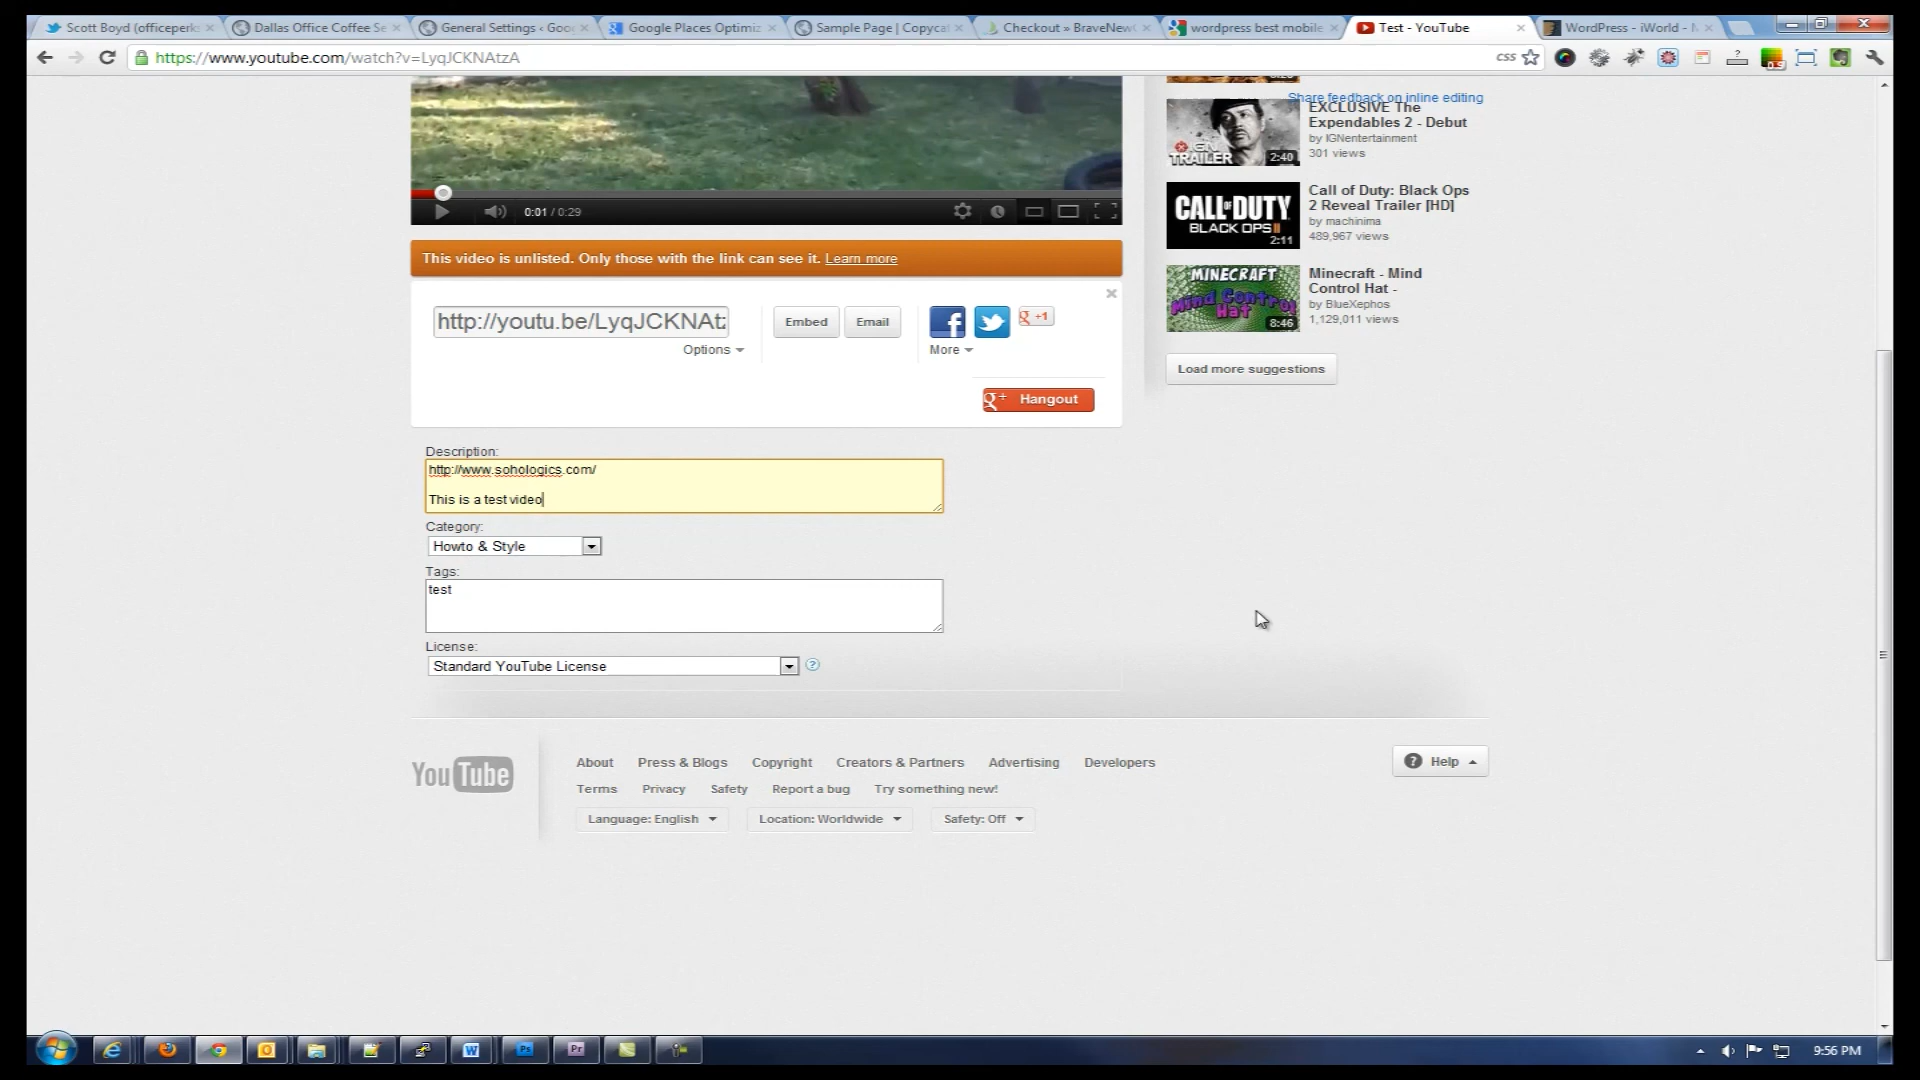 Scott Boyd (officeperks
Dallas Office Coffee Se
General Settings ‹ Goog
Google Places Optimiz
Sample Page | Copycat
Checkout » BraveNew
wordpress best mobile
Test - YouTube
WordPress - iWorld - M
https://www.youtube.com/watch?v=LyqJCKNAtzA
css
Share feedback on inline editing
EXCLUSIVE The
Expendables 2 - Debut
by IGNentertainment
301 views
IGN
TRAILER
2:40
Call of Duty: Black Ops
2 Reveal Trailer [HD]
by machinima
489,967 views
CALL OF DUTY
BLACK OPS II
2:11
Minecraft - Mind
Control Hat -
by BlueXephos
1,129,011 views
MINECRAFT
Mind Control
Hat
8:46
Load more suggestions
0:01 / 0:29
This video is unlisted. Only those with the link can see it. Learn more
http://youtu.be/LyqJCKNAt
Embed
Email
f
g +1
Options
More
g+ Hangout
Description:
http://www.sohologics.com/
This is a test video
Category:
Howto & Style
Tags:
test
License:
Standard YouTube License
?
YouTube
About Press & Blogs Copyright Creators & Partners Advertising Developers
Terms Privacy Safety Report a bug Try something new!
Language: English
Location: Worldwide
Safety: Off
? Help
9:56 PM